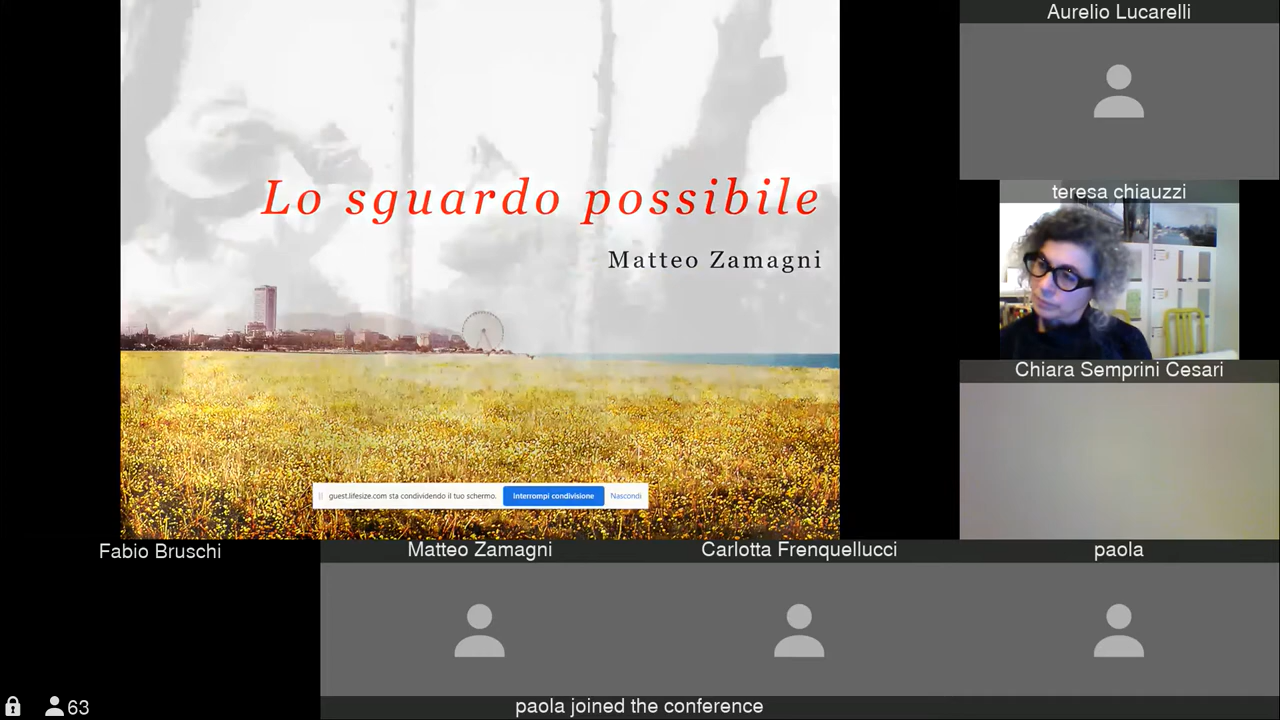 Aurelio Lucarelli
Lo sguardo possibile
Matteo Zamagni
teresa chiauzzi
Chiara Semprini Cesari
guest.lifesize.com sta condividendo il tuo schermo. Interrompi condivisione Nascondi
Fabio Bruschi
Matteo Zamagni
Carlotta Frenquellucci
paola
63
paola joined the conference